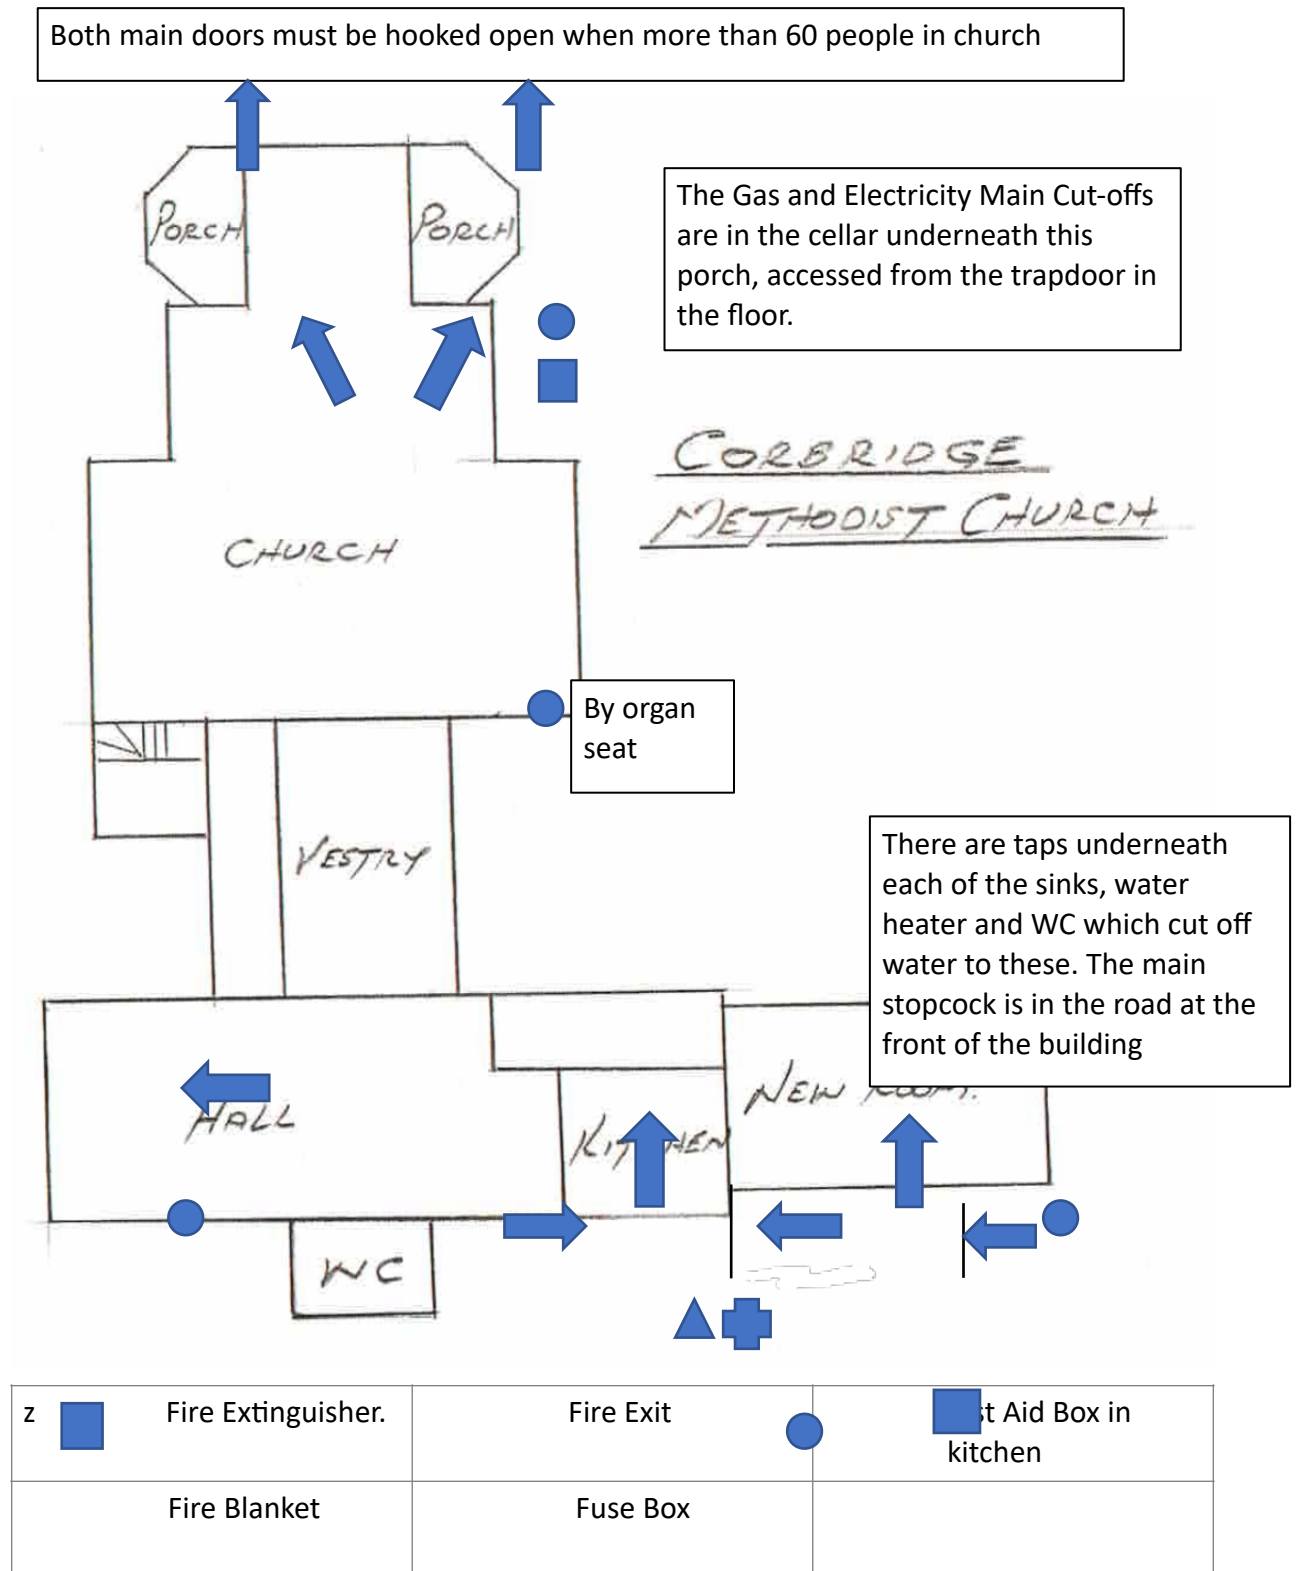 Both main doors must be hooked open when more than 60 people in church
PORCH
PORCH
The Gas and Electricity Main Cut-offs
are in the cellar underneath this
porch, accessed from the trapdoor in
the floor.
CORBRIDGE
METHODIST CHURCH
CHURCH
By organ
seat
VESTRY
There are taps underneath
each of the sinks, water
heater and WC which cut off
water to these. The main
stopcock is in the road at the
front of the building
HALL
KITCHEN
NEW
WC
z Fire Extinguisher.
Fire Exit
Aid Box in
kitchen
Fire Blanket
Fuse Box